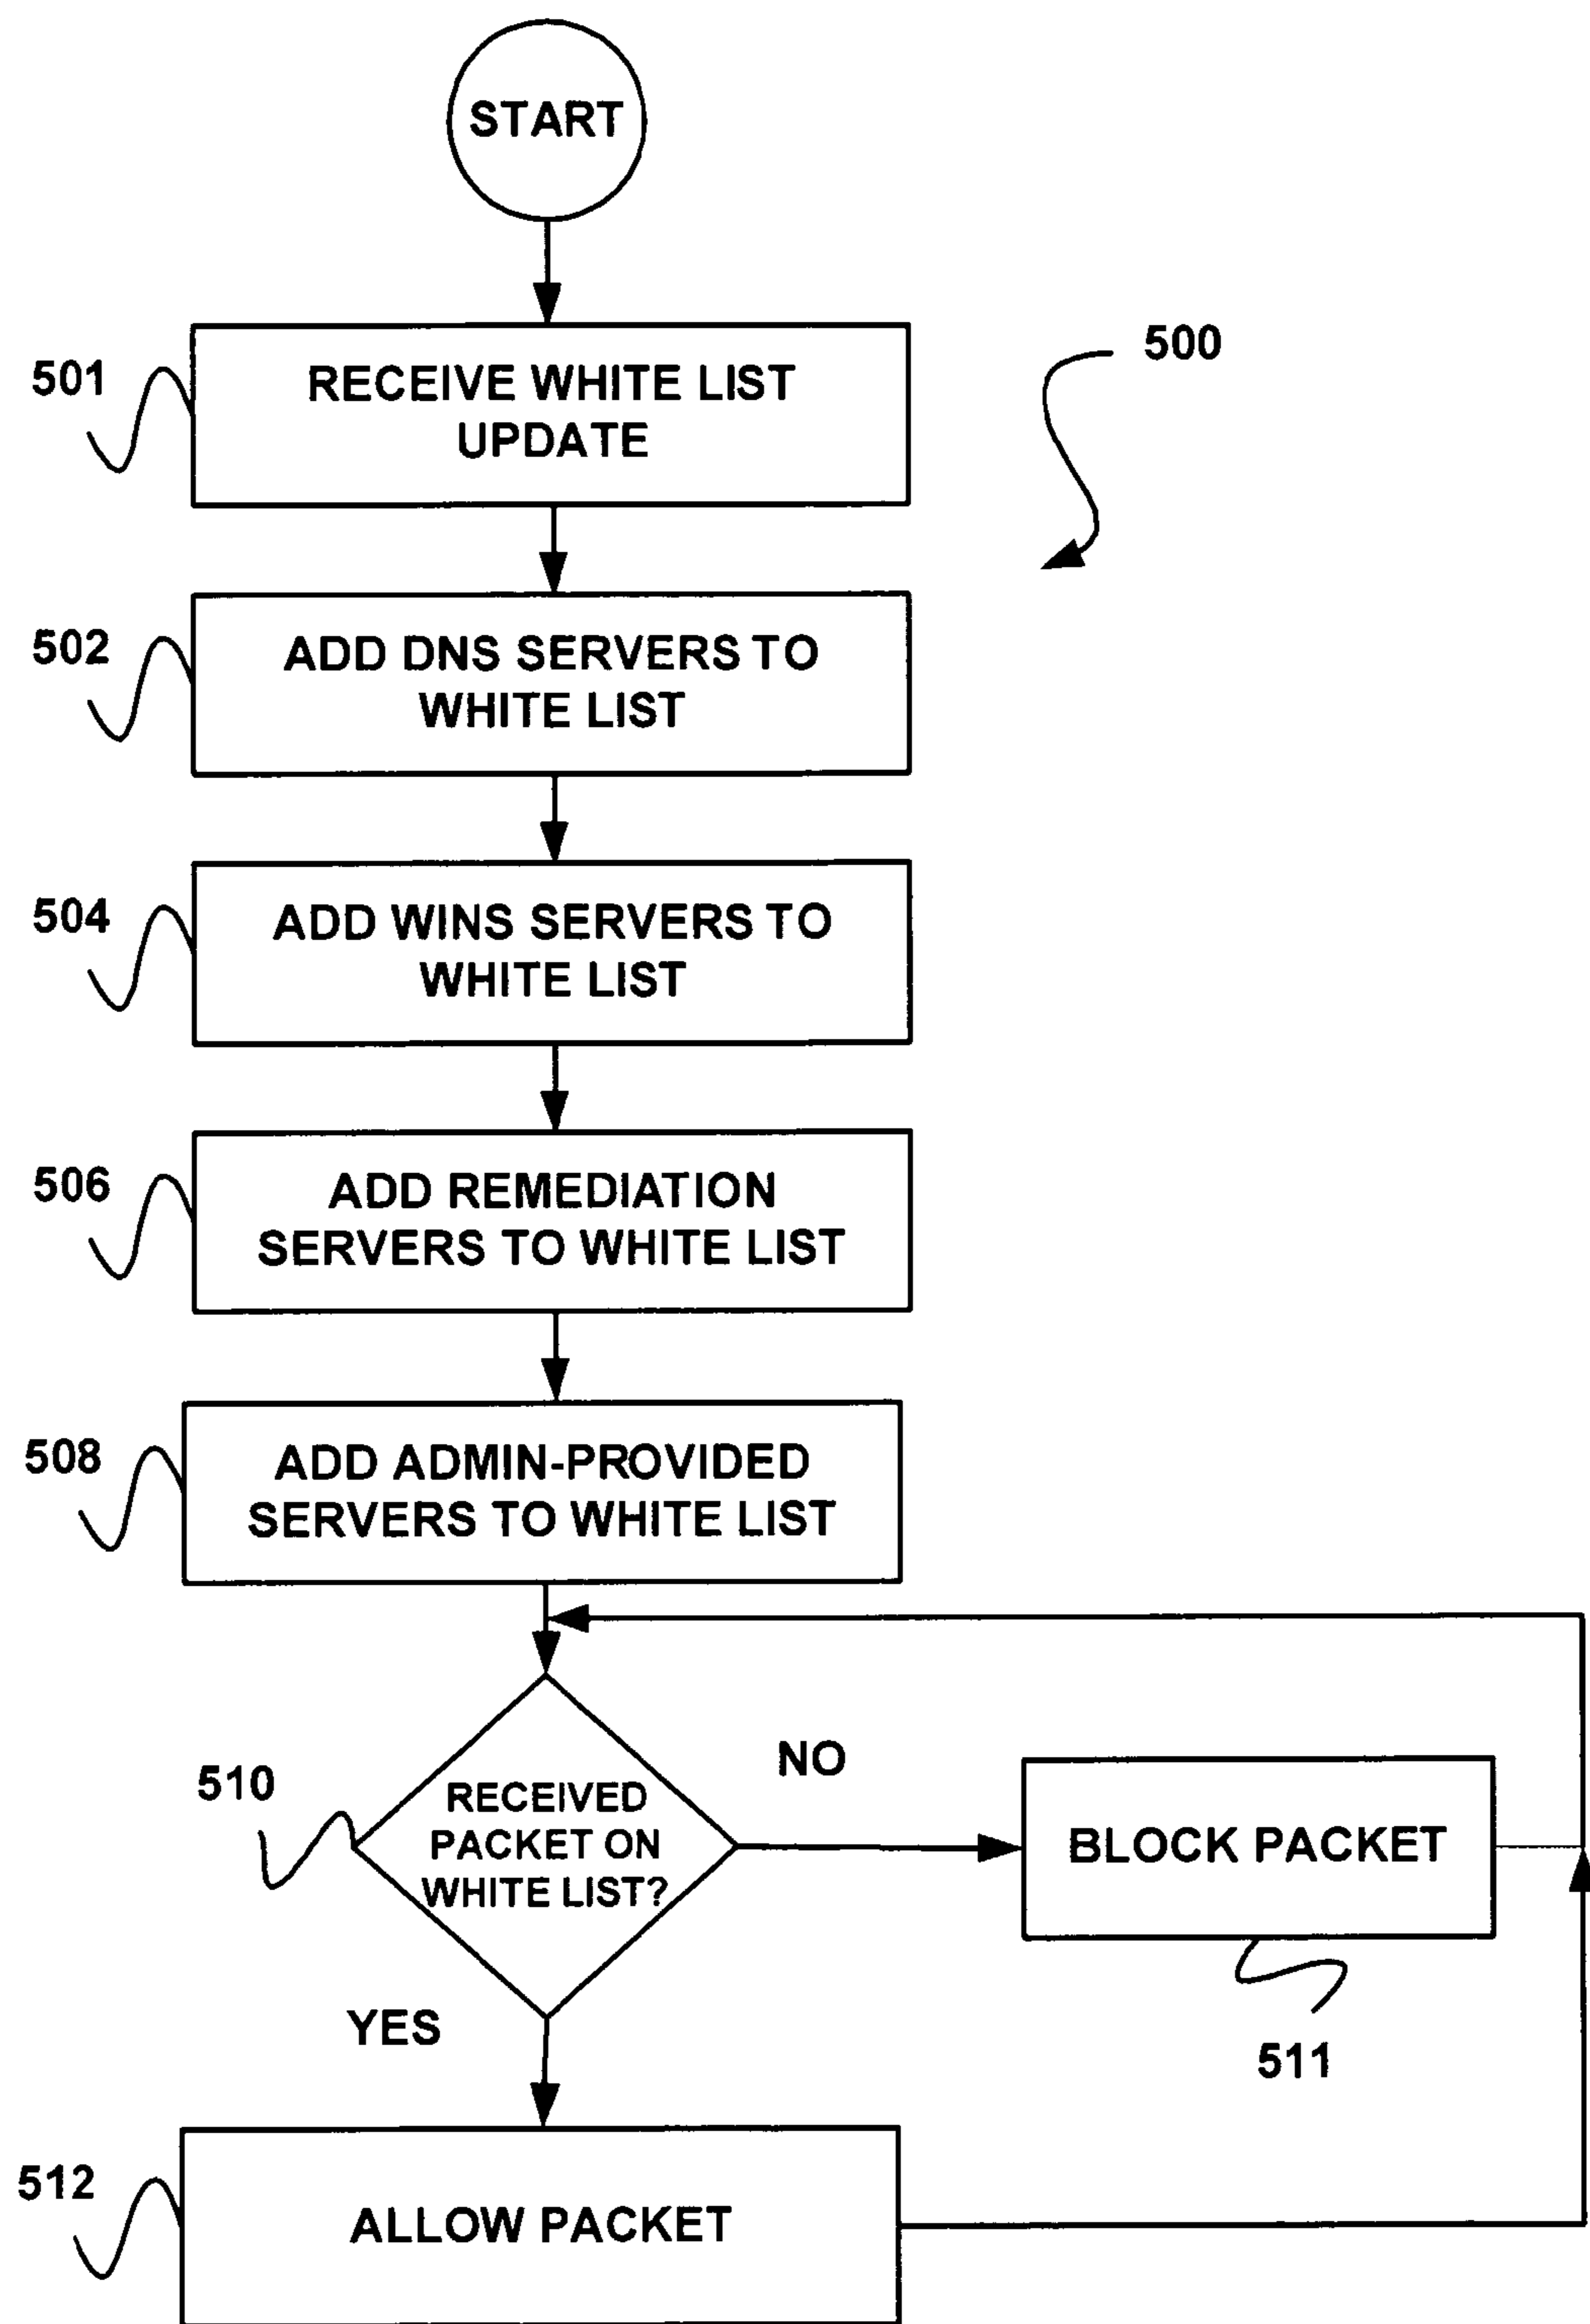 START
500
501
RECEIVE WHITE LIST
UPDATE
502
ADD DNS SERVERS TO
WHITE LIST
504
ADD WINS SERVERS TO
WHITE LIST
506
ADD REMEDIATION
SERVERS TO WHITE LIST
508
ADD ADMIN-PROVIDED
SERVERS TO WHITE LIST
510
RECEIVED
PACKET ON
WHITE LIST?
NO
BLOCK PACKET
511
YES
512
ALLOW PACKET